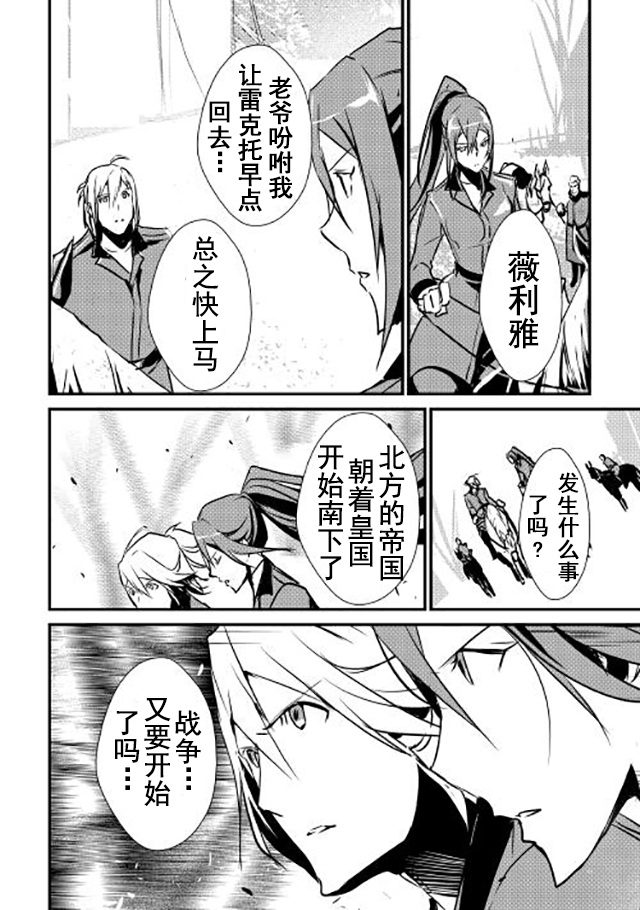 薇利雅
老爷吩咐我
让雷克托早点
回去…
总之快上马
发生什么事
了吗?
北方的帝国
朝着皇国
开始南下了
战争…
又要开始
了吗…